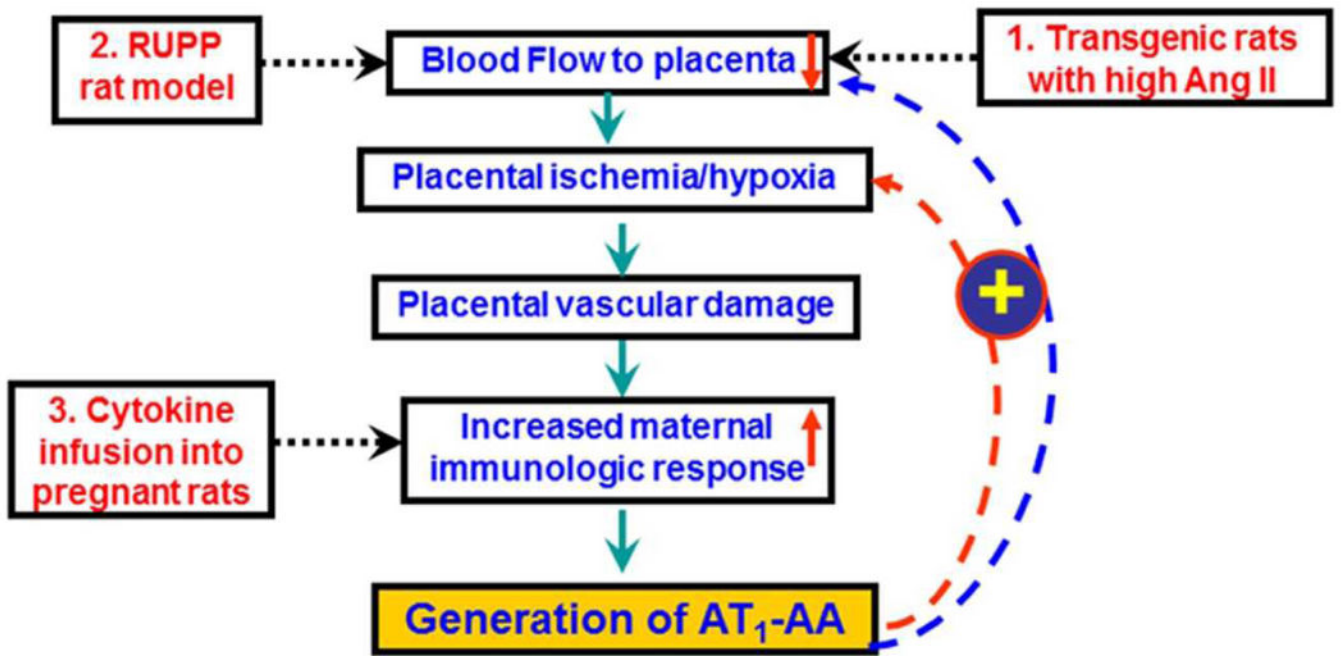 2. RUPP
rat model
Blood Flow to placenta
1. Transgenic rats
with high Ang II
Placental ischemia/hypoxia
Placental vascular damage
+
3. Cytokine
infusion into
pregnant rats
Increased maternal
immunologic response
Generation of AT₁-AA